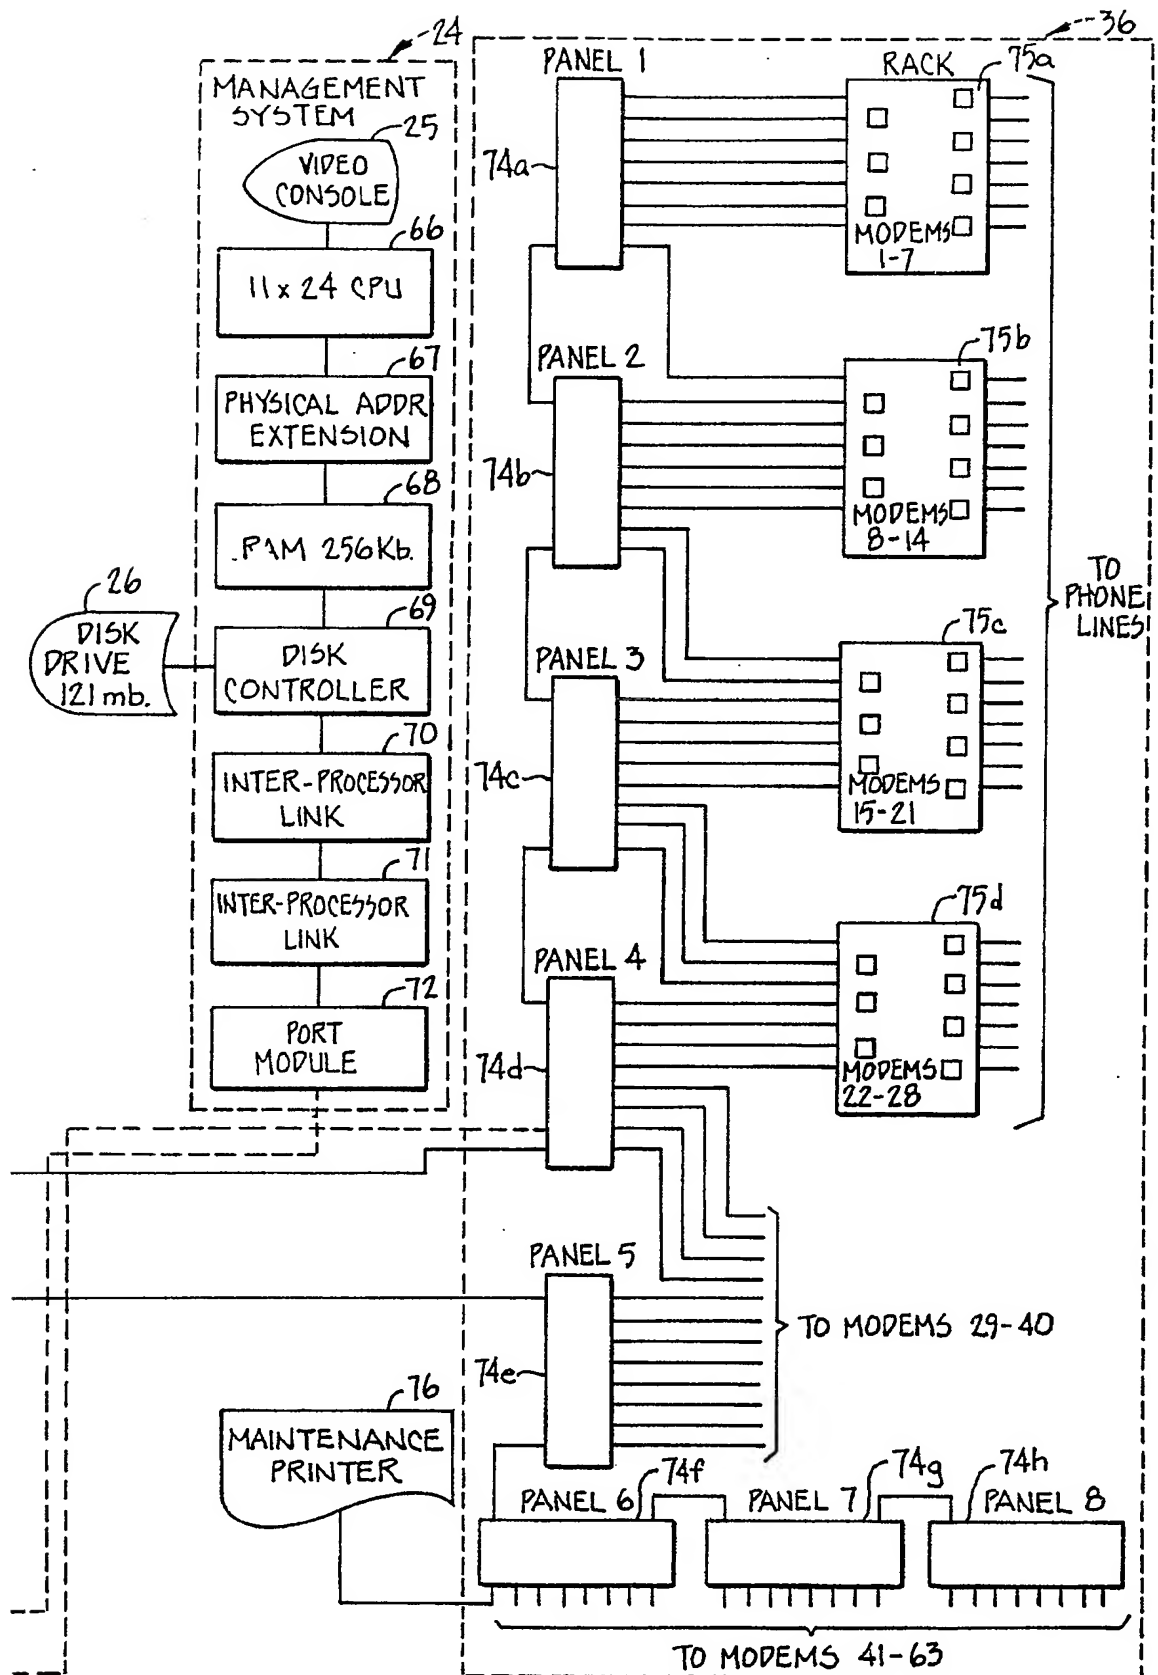 24
36
MANAGEMENT
SYSTEM
25
VIDEO
CONSOLE
66
11x24 CPU
67
PHYSICAL ADDR
EXTENSION
68
RAM 256Kb.
26
DISK
DRIVE
121mb.
69
DISK
CONTROLLER
70
INTER-PROCESSOR
LINK
71
INTER-PROCESSOR
LINK
72
PORT
MODULE
PANEL 1
74a
RACK
75a
MODEMS
1-7
PANEL 2
74b
75b
MODEMS
8-14
TO
PHONE
LINES
PANEL 3
74c
75c
MODEMS
15-21
PANEL 4
74d
75d
MODEMS
22-28
PANEL 5
74e
TO MODEMS 29-40
76
MAINTENANCE
PRINTER
74f
PANEL 6
74g
PANEL 7
74h
PANEL 8
TO MODEMS 41-63